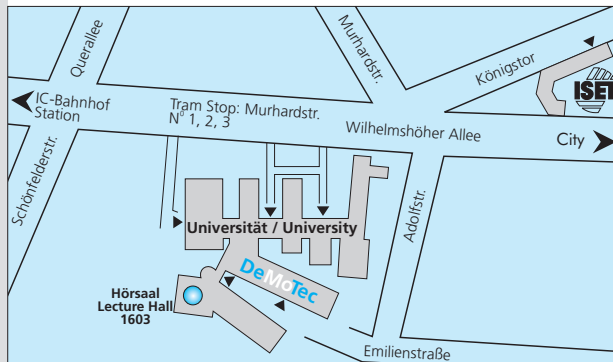 Querallee
Murhardstr.
Königstor
ISET
IC-Bahnhof
Station
Tram Stop: Murhardstr.
N° 1, 2, 3
Wilhelmshöher Allee
City
Schönfelderstr.
Universität / University
Adolfstr.
DeMoTec
Hörsaal
Lecture Hall
1603
Emilienstraße